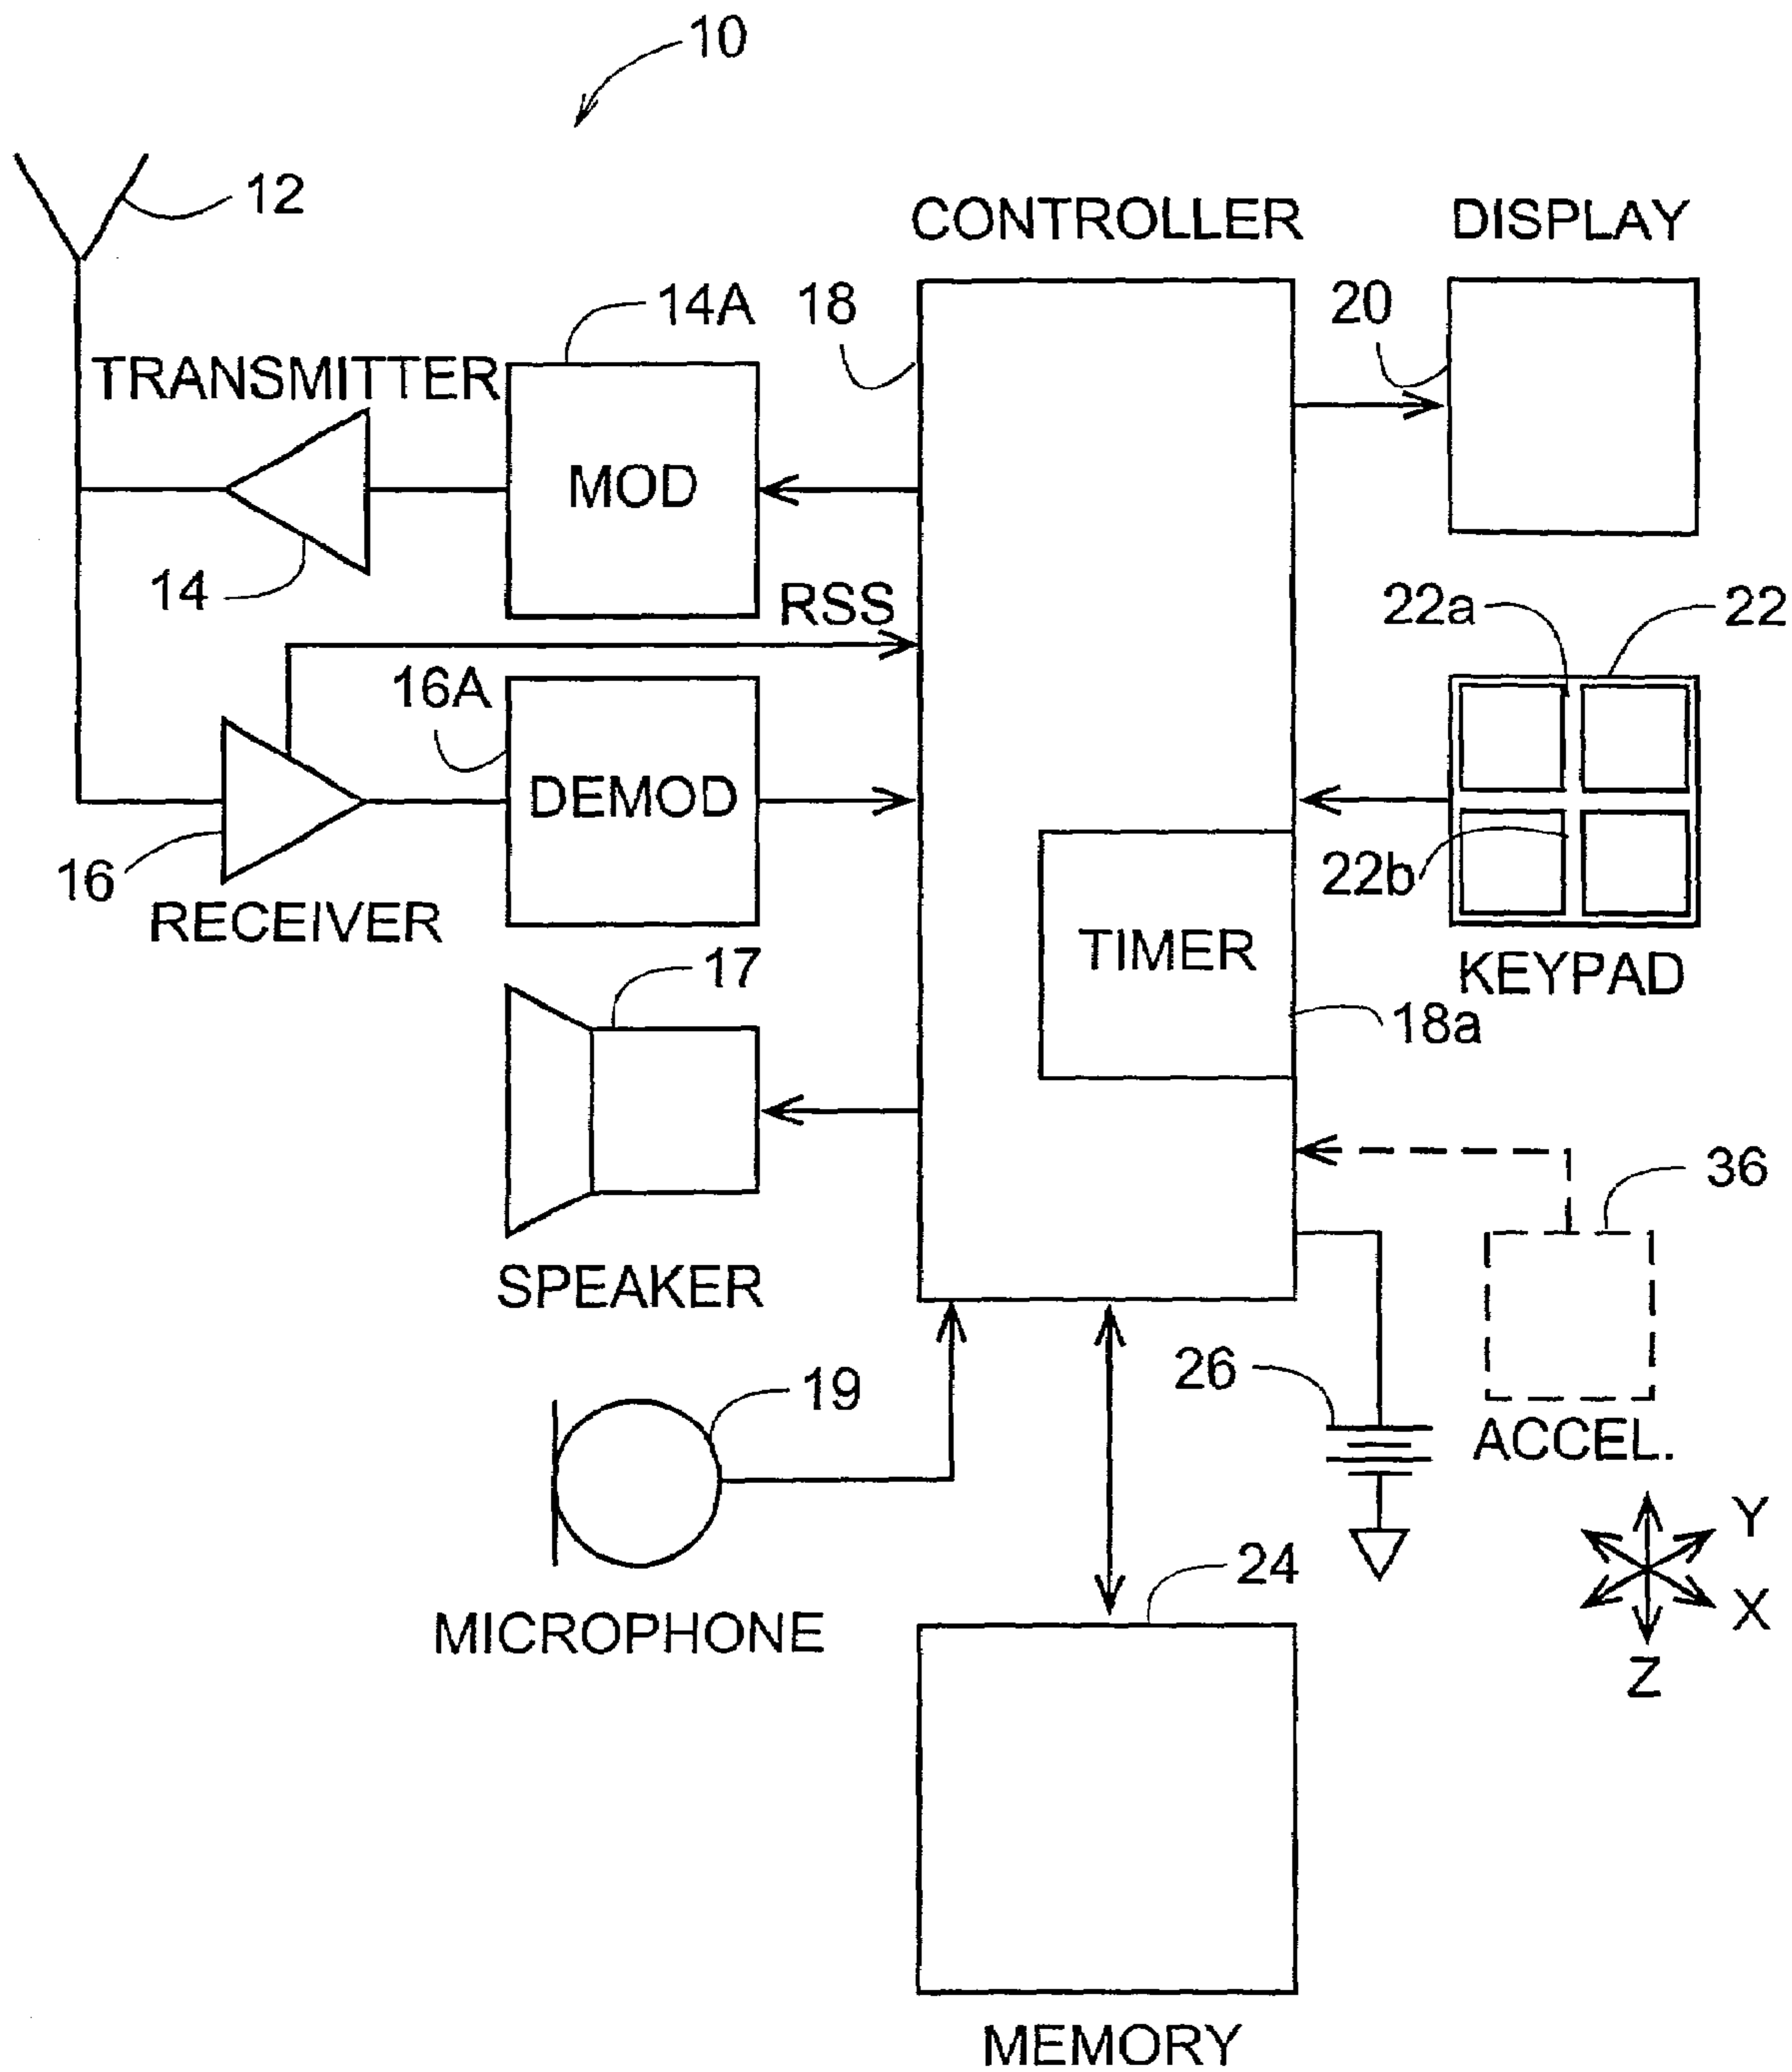 10
12
CONTROLLER
DISPLAY
14A
18
20
TRANSMITTER
MOD
14
RSS
22a
22
16A
DEMOD
16
22b
RECEIVER
TIMER
KEYPAD
17
18a
36
SPEAKER
26
19
ACCEL.
Y
24
X
MICROPHONE
Z
MEMORY